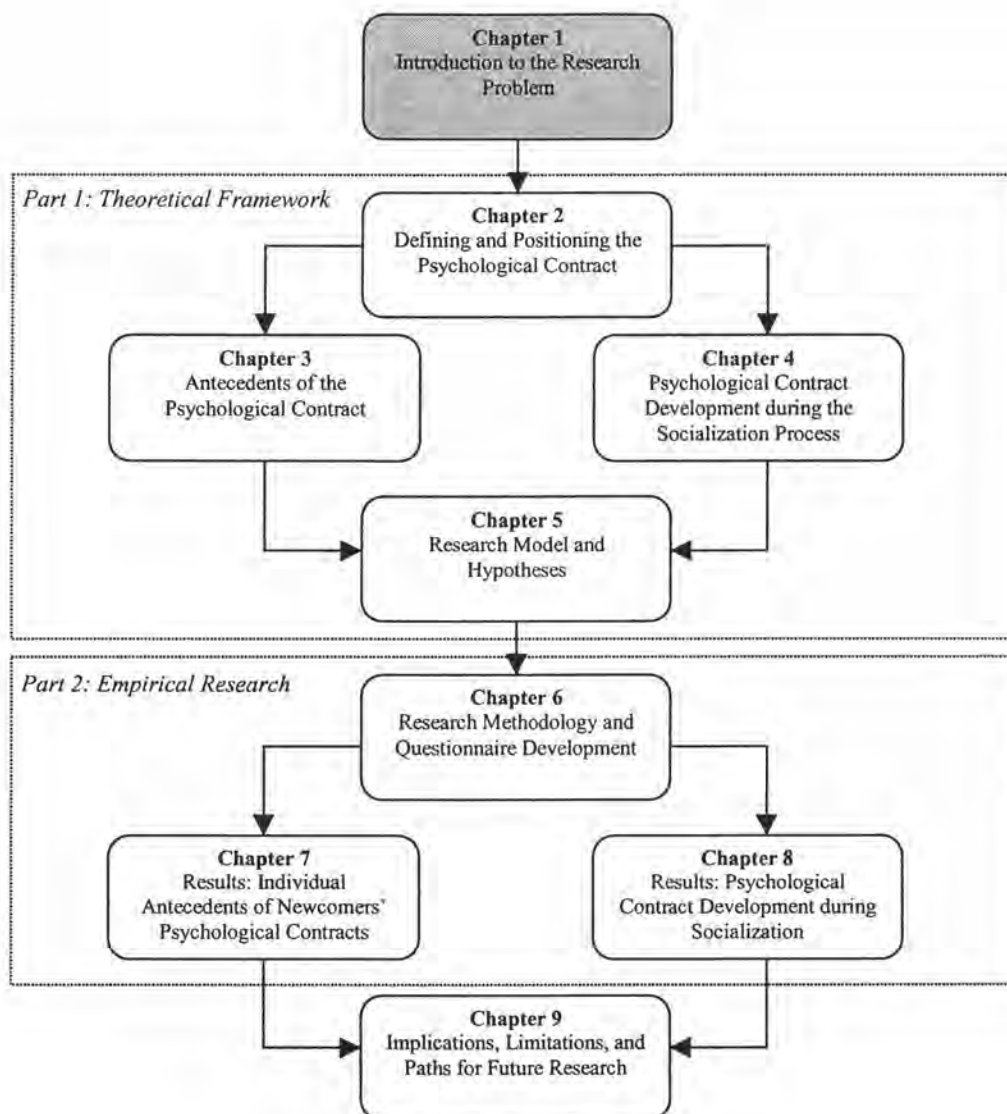 Chapter 1
Introduction to the Research
Problem
Part 1: Theoretical Framework
Chapter 2
Defining and Positioning the
Psychological Contract
Chapter 3
Antecedents of the
Psychological Contract
Chapter 4
Psychological Contract
Development during the
Socialization Process
Chapter 5
Research Model and
Hypotheses
Part 2: Empirical Research
Chapter 6
Research Methodology and
Questionnaire Development
Chapter 7
Results: Individual
Antecedents of Newcomers'
Psychological Contracts
Chapter 8
Results: Psychological
Contract Development during
Socialization
Chapter 9
Implications, Limitations, and
Paths for Future Research